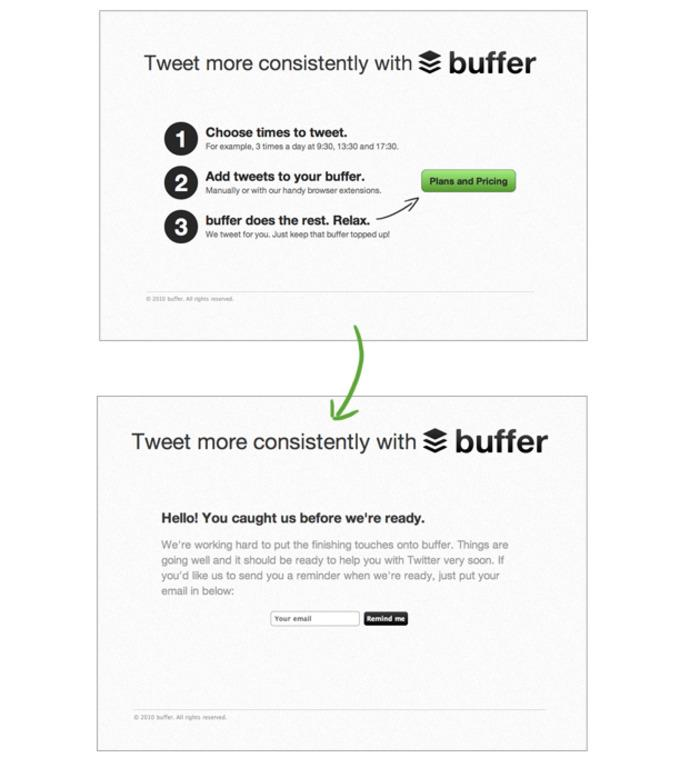 Tweet more consistently with buffer
1 Choose times to tweet.
For example, 3 times a day at 9:30, 13:30 and 17:30.
2 Add tweets to your buffer.
Manually or with our handy browser extensions.
Plans and Pricing
3 buffer does the rest. Relax.
We tweet for you. Just keep that buffer topped up!
© 2010 buffer. All rights reserved.
Tweet more consistently with buffer
Hello! You caught us before we're ready.
We're working hard to put the finishing touches onto buffer. Things are
going well and it should be ready to help you with Twitter very soon. If
you'd like us to send you a reminder when we're ready, just put your
email in below:
Your email Remind me
© 2010 buffer. All rights reserved.